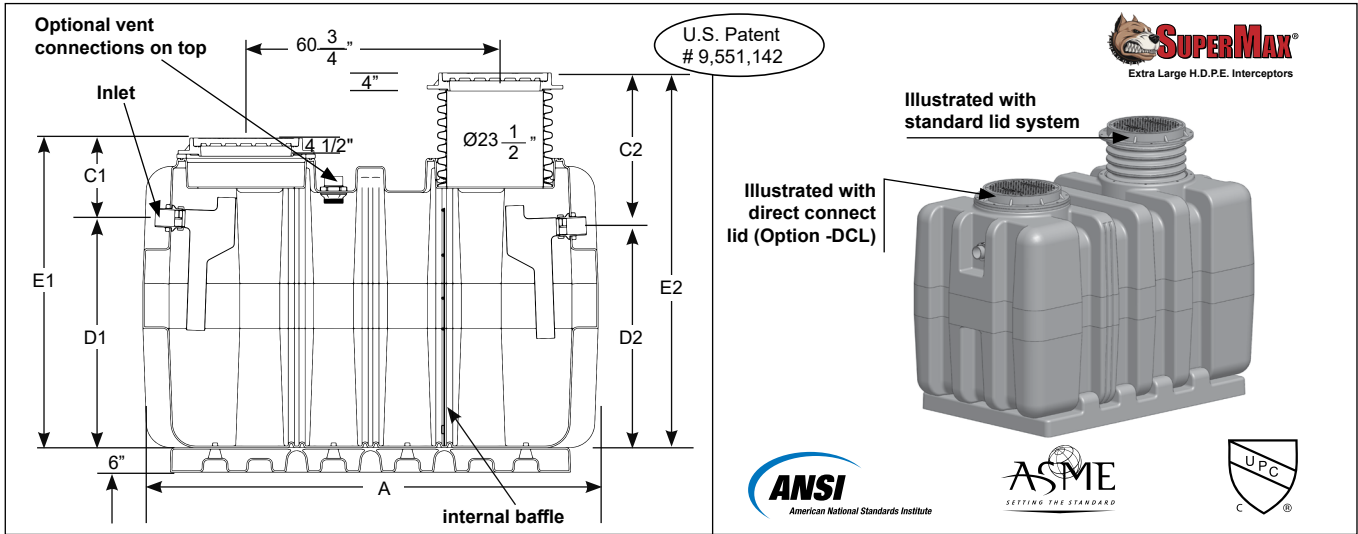 Optional vent
connections on top
60 3/4”
4”
U.S. Patent
# 9,551,142
Inlet
4 1/2"
Ø23 1/2 ”
C1
C2
E1
D1
E2
D2
6”
A
internal baffle
SUPERMAX®
Extra Large H.D.P.E. Interceptors
Illustrated with
standard lid system
Illustrated with
direct connect
lid (Option -DCL)
ANSI
American National Standards Institute
ASME
SETTING THE STANDARD
UPC
C ®